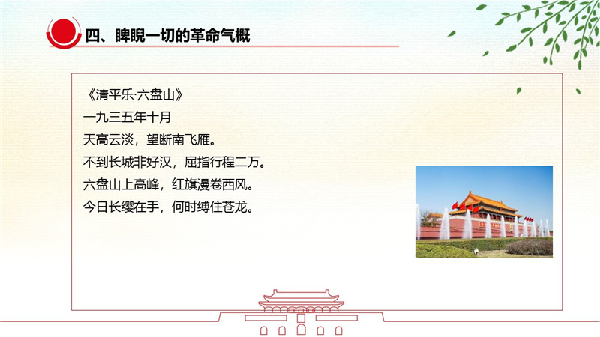 四、睥睨一切的革命气概
《清平乐·六盘山》
一九三五年十月
天高云淡，望断南飞雁。
不到长城非好汉，屈指行程二万。
六盘山上高峰，红旗漫卷西风。
今日长缨在手，何时缚住苍龙。